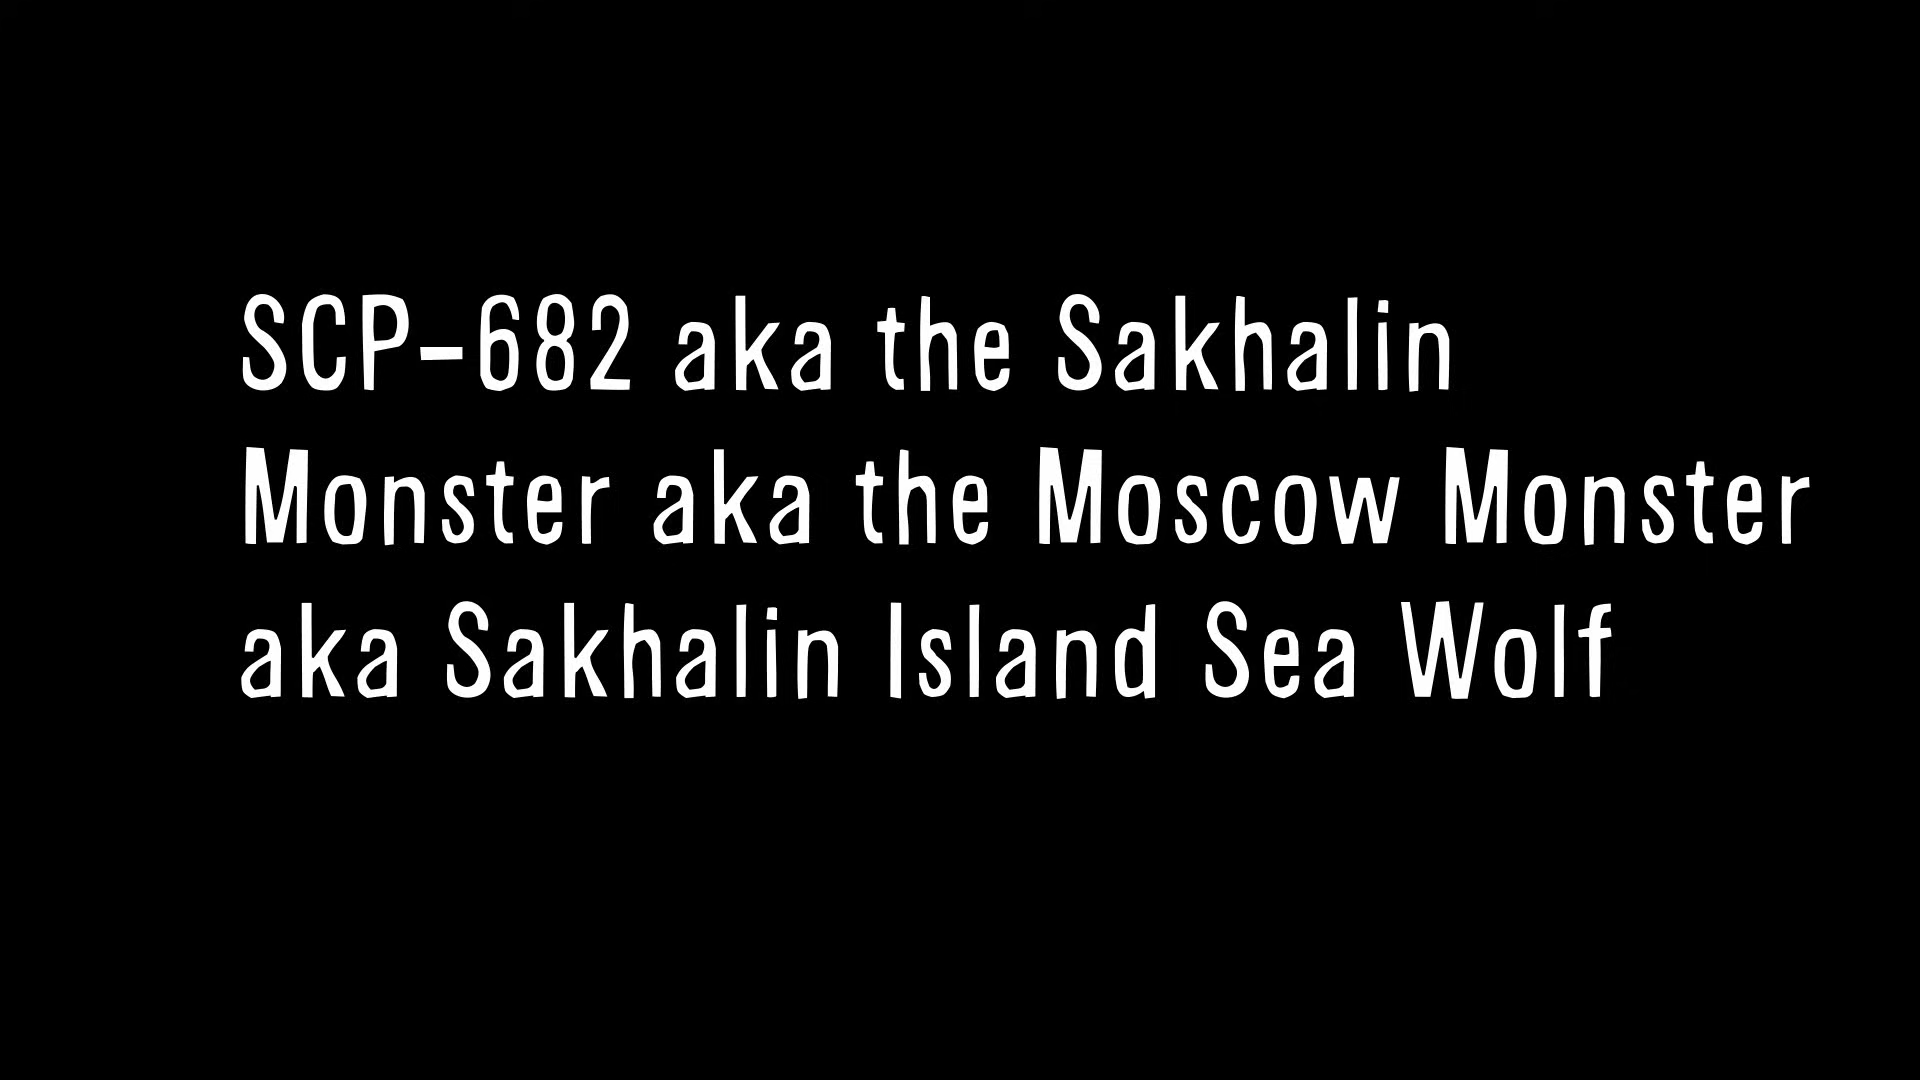 SCP-682 aka the Sakhalin
Monster aka the Moscow Monster
aka Sakhalin Island Sea Wolf